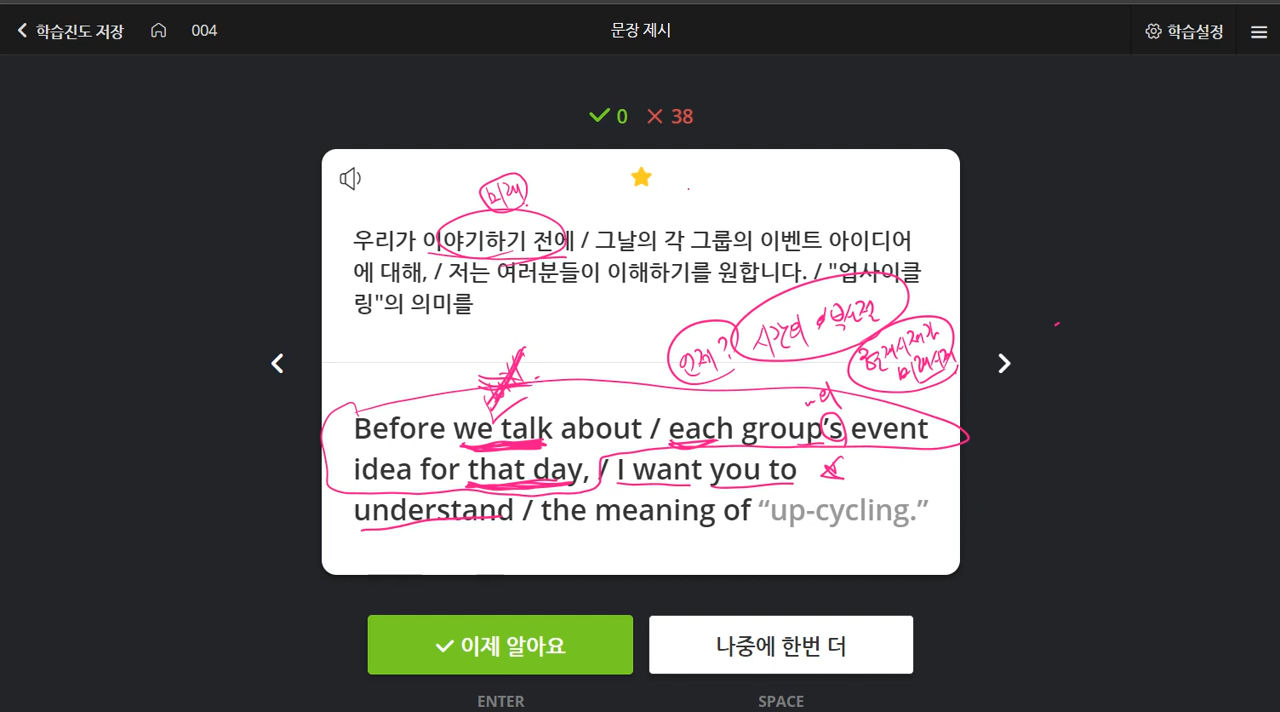 학습진도 저장 004 문장 제시 학습설정
0 38
미래
우리가 이야기하기 전에 / 그날의 각 그룹의 이벤트 아이디어
에 대해, / 저는 여러분들이 이해하기를 원합니다. / "업사이클
링"의 의미를
언제? 시간의 부사절
현재시제가
미래시제
~의
Before we talk about / each group's event
idea for that day, / I want you to
understand / the meaning of “up-cycling.”
이제 알아요 나중에 한번 더
ENTER SPACE